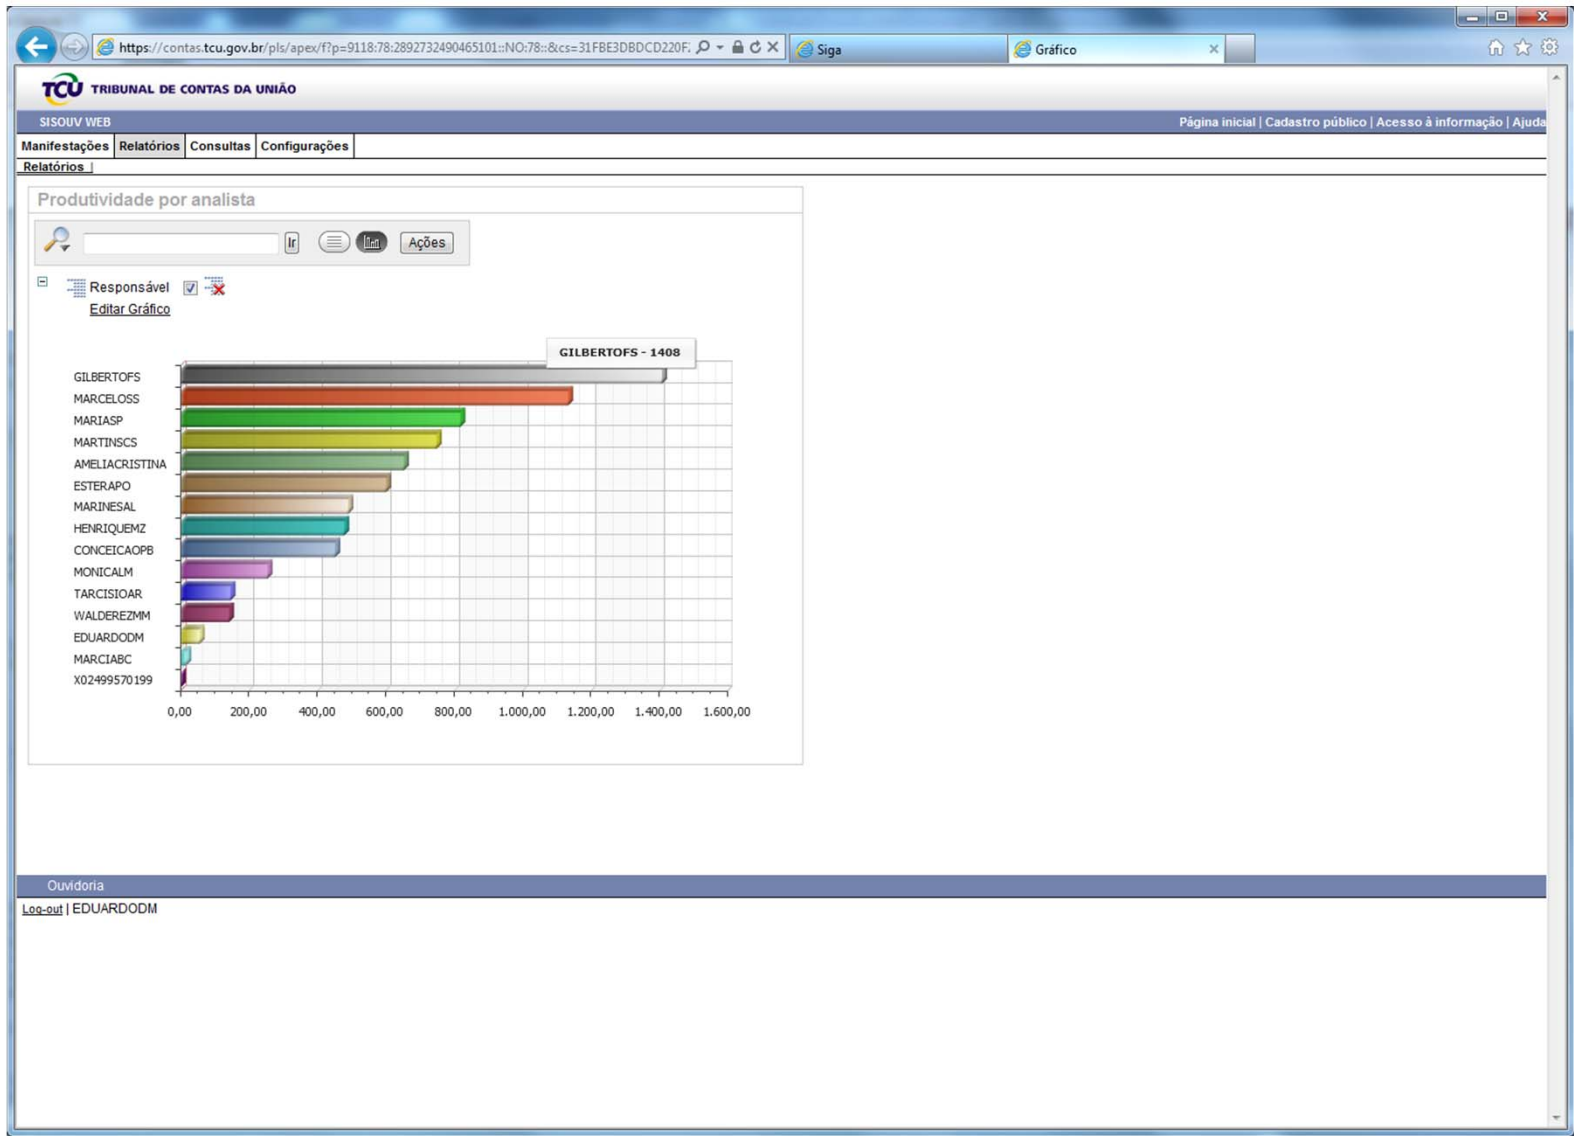 https://contas.tcu.gov.br/pls/apex/f?p=9118:78:2892732490465101::NO:78::&cs=31FBE3DBDCD220F
Siga
Gráfico
TCU TRIBUNAL DE CONTAS DA UNIÃO
SISOUV WEB
Página inicial | Cadastro público | Acesso à informação | Ajuda
Manifestações Relatórios Consultas Configurações
Relatórios |
Produtividade por analista
Ir Ações
Responsável
Editar Gráfico
GILBERTOFS - 1408
GILBERTOFS
MARCELOSS
MARIASP
MARTINSCS
AMELIACRISTINA
ESTERAPO
MARINESAL
HENRIQUEMZ
CONCEICAOPB
MONICALM
TARCISIOAR
WALDEREZMM
EDUARDODM
MARCIABC
X02499570199
0,00 200,00 400,00 600,00 800,00 1.000,00 1.200,00 1.400,00 1.600,00
Ouvidoria
Log-out | EDUARDODM